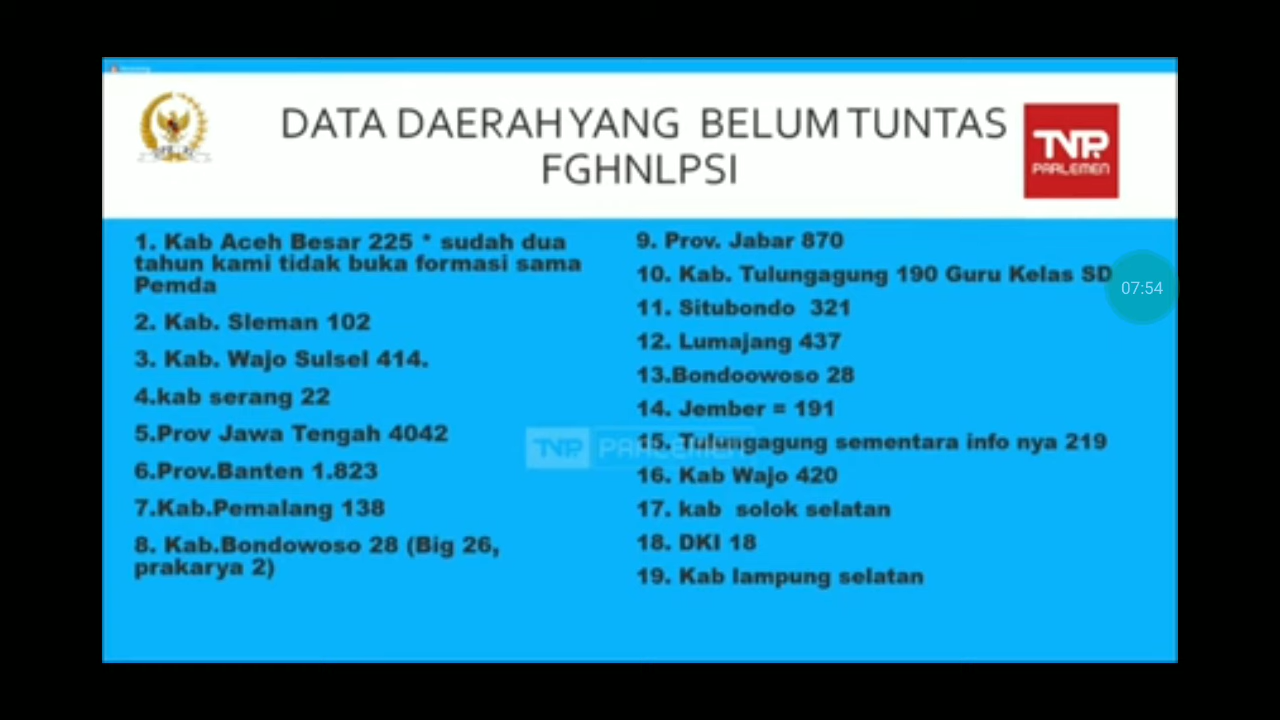 DATA DAERAH YANG BELUM TUNTAS
FGHNLPSI
TVR
PARLEMEN
1. Kab Aceh Besar 225 * sudah dua
tahun kami tidak buka formasi sama
Pemda
2. Kab. Sleman 102
3. Kab. Wajo Sulsel 414.
4.kab serang 22
5.Prov Jawa Tengah 4042
6.Prov.Banten 1.823
7.Kab.Pemalang 138
8. Kab.Bondowoso 28 (Big 26,
prakarya 2)
9. Prov. Jabar 870
10. Kab. Tulungagung 190 Guru Kelas SD
11. Situbondo 321
12. Lumajang 437
13.Bondoowoso 28
14. Jember = 191
15. Tulungagung sementara info nya 219
16. Kab Wajo 420
17. kab solok selatan
18. DKI 18
19. Kab lampung selatan
07:54
TVR PARLEMEN